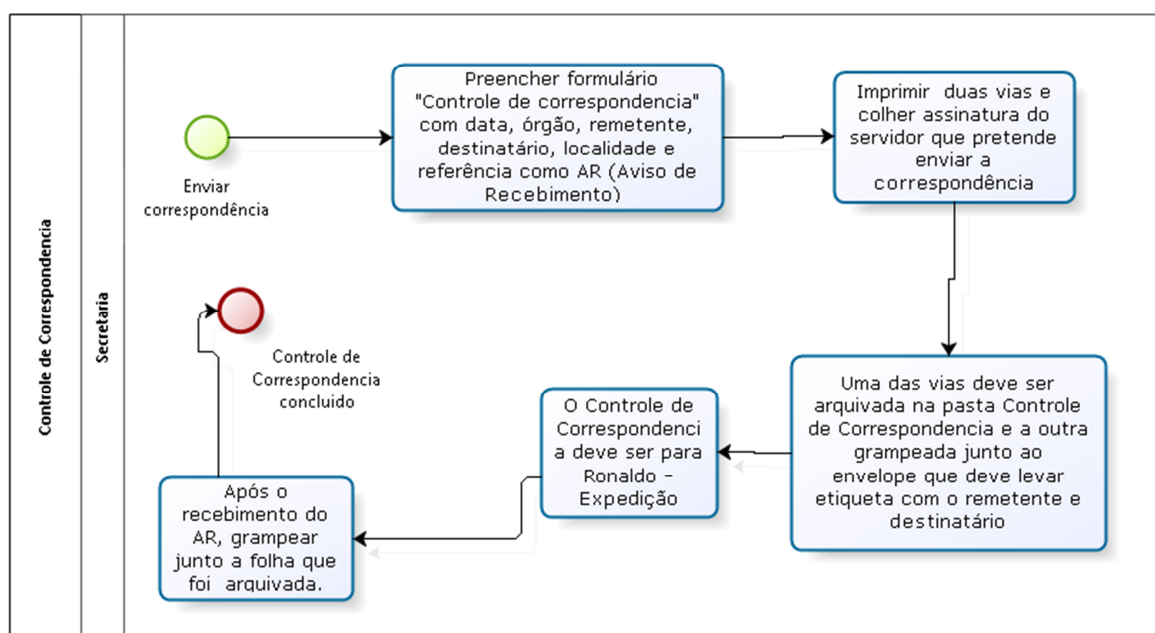 Controle de Correspondencia
Secretaria
Enviar
correspondência
Preencher formulário
"Controle de correspondencia"
com data, órgão, remetente,
destinatário, localidade e
referência como AR (Aviso de
Recebimento)
Imprimir duas vias e
colher assinatura do
servidor que pretende
enviar a
correspondência
Uma das vias deve ser
arquivada na pasta Controle
de Correspondencia e a outra
grampeada junto ao
envelope que deve levar
etiqueta com o remetente e
destinatário
O Controle de
Correspondenci
a deve ser para
Ronaldo -
Expedição
Após o
recebimento do
AR, grampear
junto a folha que
foi arquivada.
Controle de
Correspondencia
concluido